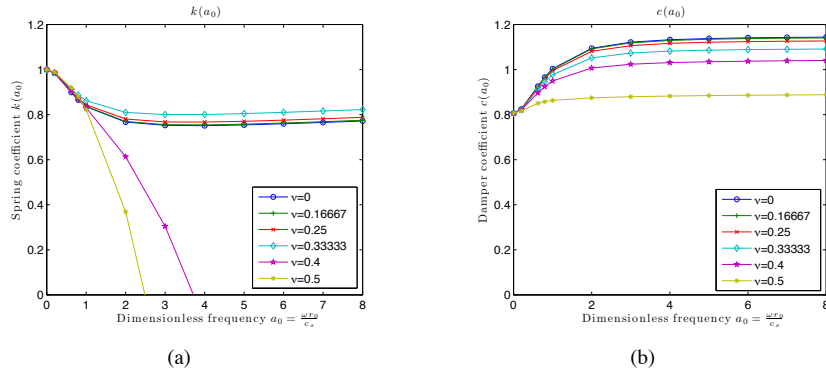 k(a₀)
Spring coefficient k(a₀)
1.2
1
0.8
0.6
0.4
0.2
0
0 1 2 3 4 5 6 7 8
ν=0
ν=0.16667
ν=0.25
ν=0.33333
ν=0.4
ν=0.5
Dimensionless frequency a₀ = ωr₀/cₛ
(a)
c(a₀)
Damper coefficient c(a₀)
1.2
1
0.8
0.6
0.4
0.2
0
0 2 4 6 8
ν=0
ν=0.16667
ν=0.25
ν=0.33333
ν=0.4
ν=0.5
Dimensionless frequency a₀ = ωr₀/cₛ
(b)